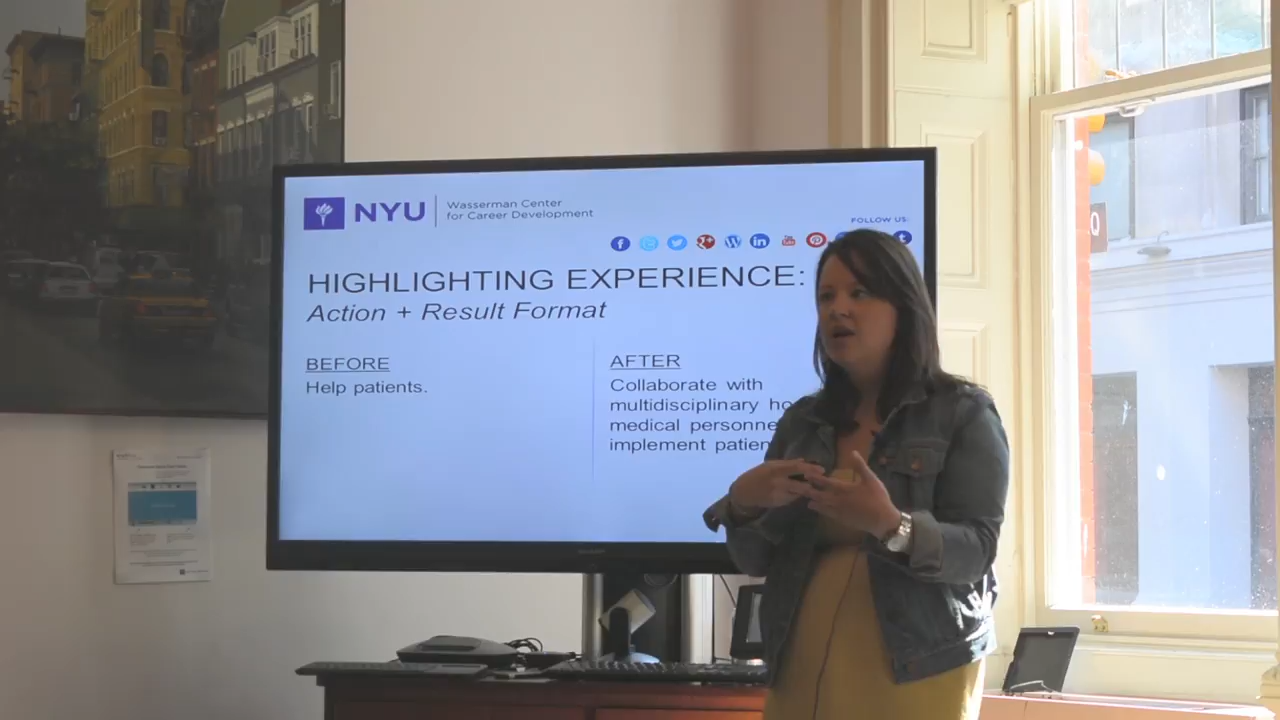 NYU
Wasserman Center
for Career Development
FOLLOW US:
HIGHLIGHTING EXPERIENCE:
Action + Result Format
BEFORE
Help patients.
AFTER
Collaborate with
multidisciplinary
medical
implement
Q